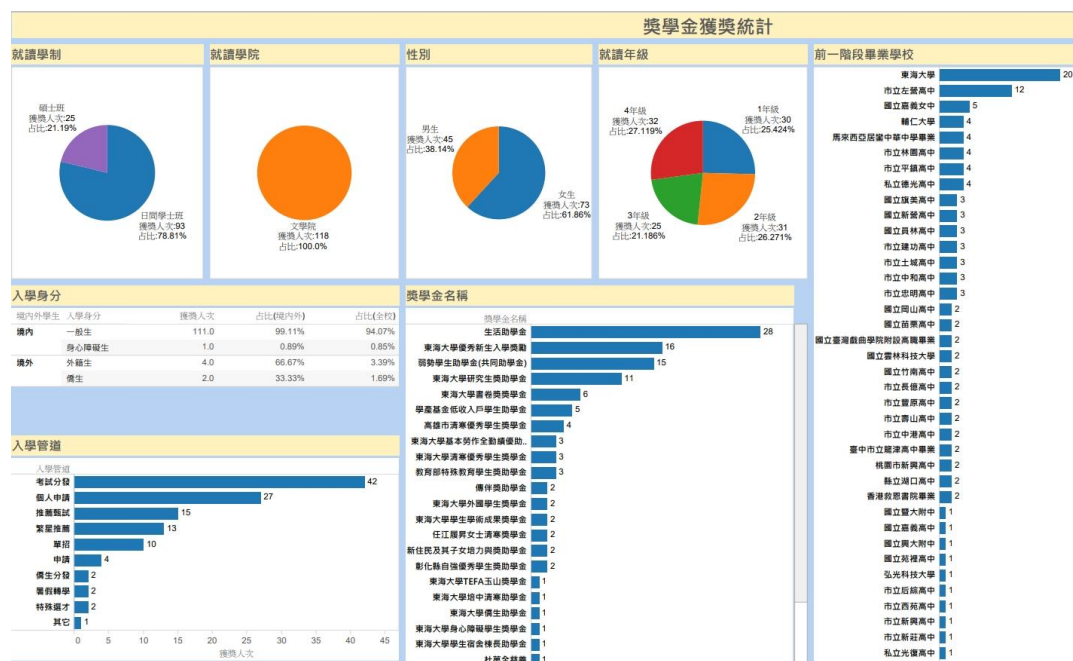 獎學金獲獎統計
就讀學制
碩士班
獲獎人次:25
占比:21.19%
日間學士班
獲獎人次:93
占比:78.81%
就讀學院
文學院
獲獎人次:118
占比:100.0%
性別
男生
獲獎人次:45
占比:38.14%
女生
獲獎人次:73
占比:61.86%
就讀年級
4年級
獲獎人次:32
占比:27.119%
1年級
獲獎人次:30
占比:25.424%
3年級
獲獎人次:25
占比:21.186%
2年級
獲獎人次:31
占比:26.271%
入學身分
境內外學生 入學身分 獲獎人次 占比(境內外) 占比(全校)
境內 一般生 111.0 99.11% 94.07%
身心障礙生 1.0 0.89% 0.85%
境外 外籍生 4.0 66.67% 3.39%
僑生 2.0 33.33% 1.69%
入學管道
入學管道
考試分發 42
個人申請 27
推薦甄試 15
繁星推薦 13
單招 10
申請 4
僑生分發 2
暑假轉學 2
特殊選才 2
其它 1
0 5 10 15 20 25 30 35 40 45
獲獎人次
獎學金名稱
獎學金名稱
生活助學金 28
東海大學優秀新生入學獎勵 16
弱勢學生助學金(共同助學金) 15
東海大學研究生獎助學金 11
東海大學書卷獎獎學金 6
學產基金低收入戶學生助學金 5
高雄市清寒優秀學生獎學金 4
東海大學基本勞作全勤績優助.. 3
東海大學清寒優秀學生獎學金 3
教育部特殊教育學生獎助學金 3
傳伴獎助學金 2
東海大學外國學生獎學金 2
東海大學學生學術成果獎學金 2
任江履昇女士清寒獎學金 2
新住民及其子女培力與獎助學金 2
彰化縣自強優秀學生獎助學金 2
東海大學TEFA玉山獎學金 1
東海大學培中清寒助學金 1
東海大學僑生助學金 1
東海大學身心障礙學生獎學金 1
東海大學學生宿舍棟長助學金 1
1
前一階段畢業學校
東海大學 20
市立左營高中 12
國立嘉義女中 5
輔仁大學 4
馬來西亞居鑾中華中學畢業 4
市立林園高中 4
市立平鎮高中 4
私立德光高中 4
國立旗美高中 3
國立新營高中 3
國立員林高中 3
市立建功高中 3
市立土城高中 3
市立中和高中 3
市立忠明高中 3
國立岡山高中 2
國立苗栗高中 2
國立臺灣戲曲學院附設高職畢業 2
國立雲林科技大學 2
國立竹南高中 2
市立長億高中 2
市立豐原高中 2
市立壽山高中 2
市立中港高中 2
臺中市立龍津高中畢業 2
桃園市新興高中 2
縣立湖口高中 2
香港救恩書院畢業 2
國立暨大附中 1
國立嘉義高中 1
國立興大附中 1
國立苑裡高中 1
弘光科技大學 1
市立后綜高中 1
市立西苑高中 1
市立新興高中 1
市立新莊高中 1
私立光復高中 1